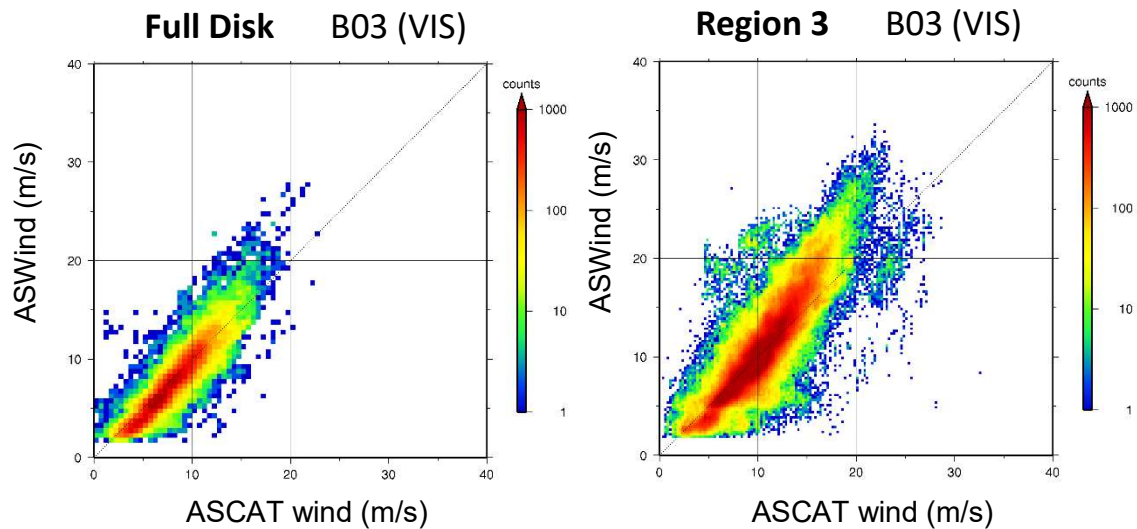 Full Disk B03 (VIS)
Region 3 B03 (VIS)
40
30
20
10
0
ASWind (m/s)
0 10 20 30 40
ASCAT wind (m/s)
counts
1000
100
10
1
40
30
20
10
0
ASWind (m/s)
0 10 20 30 40
ASCAT wind (m/s)
counts
1000
100
10
1